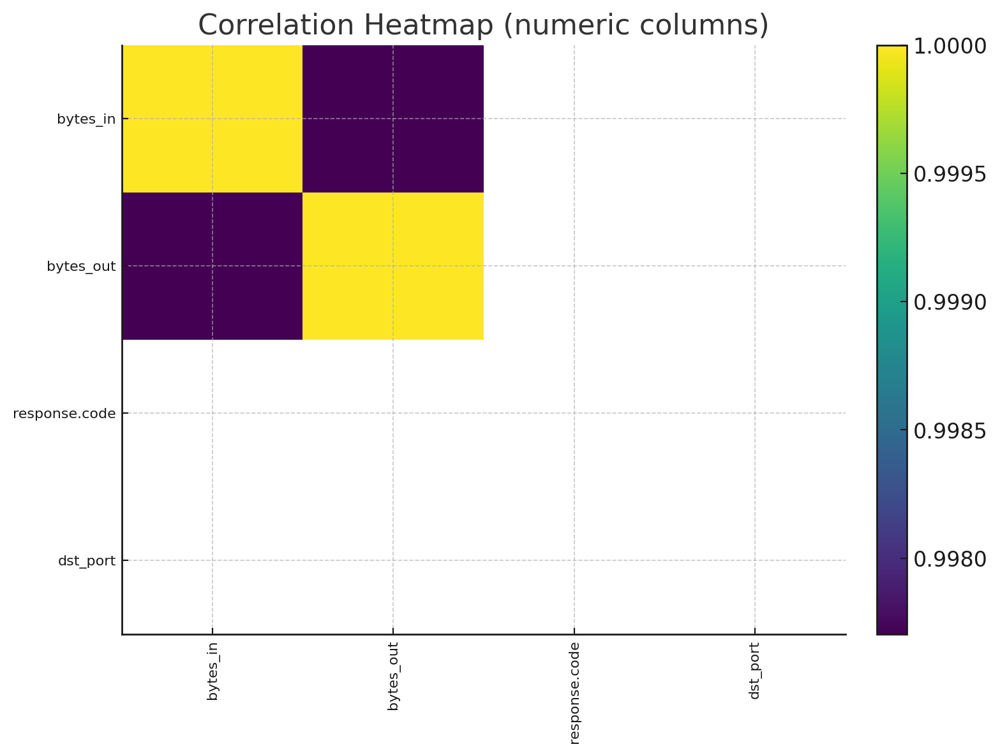 Correlation Heatmap (numeric columns)
bytes_in
bytes_out
response.code
dst_port
bytes_in
bytes_out
response.code
dst_port
1.0000
0.9995
0.9990
0.9985
0.9980